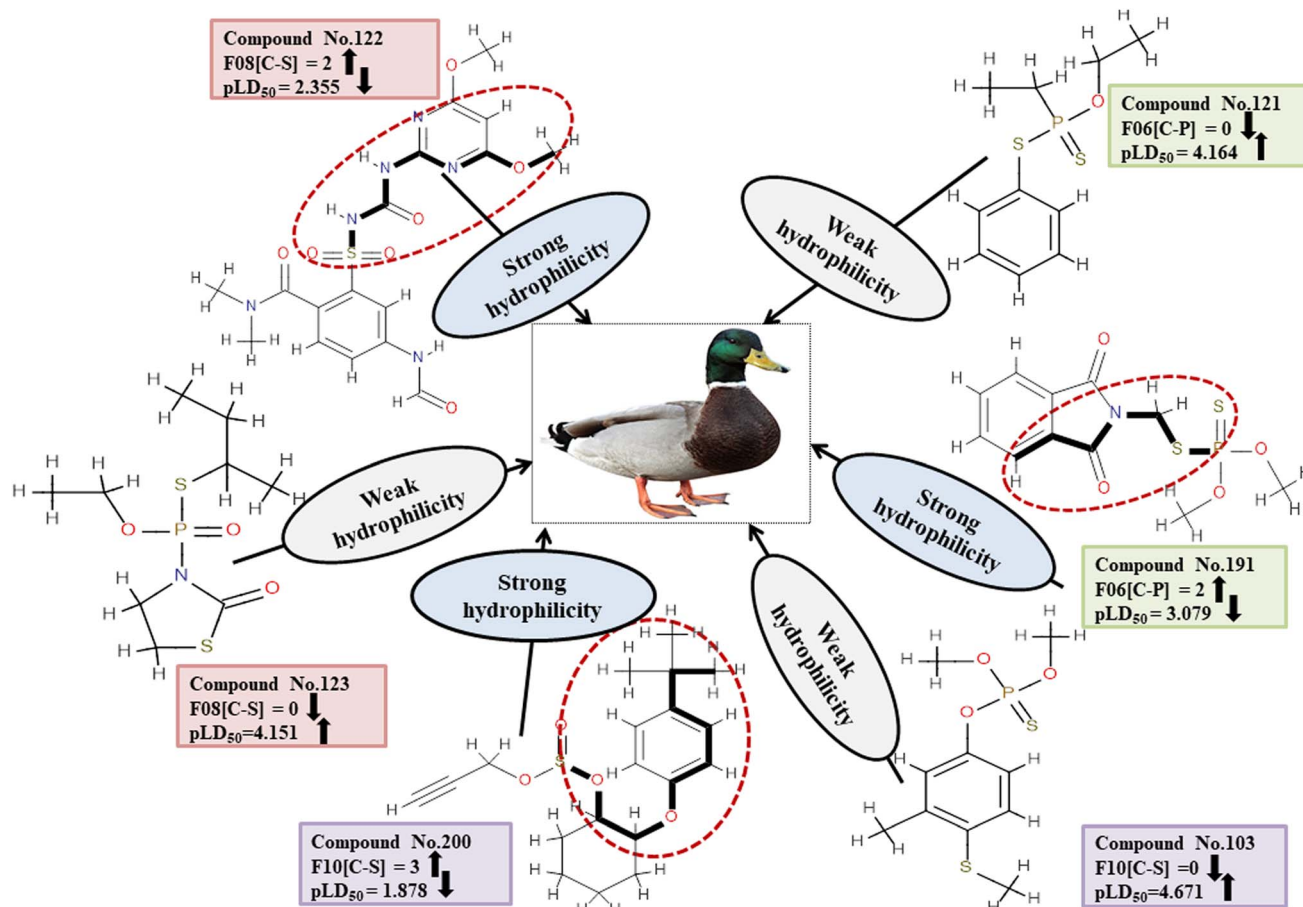 Compound No.122
F08[C-S] = 2
pLD50 = 2.355
Compound No.121
F06[C-P] = 0
pLD50 = 4.164
Strong
hydrophilicity
Weak
hydrophilicity
Weak
hydrophilicity
Strong
hydrophilicity
Strong
hydrophilicity
Weak
hydrophilicity
Compound No.191
F06[C-P] = 2
pLD50 = 3.079
Compound No.123
F08[C-S] = 0
pLD50=4.151
Compound No.200
F10[C-S] = 3
pLD50 = 1.878
Compound No.103
F10[C-S] =0
pLD50=4.671